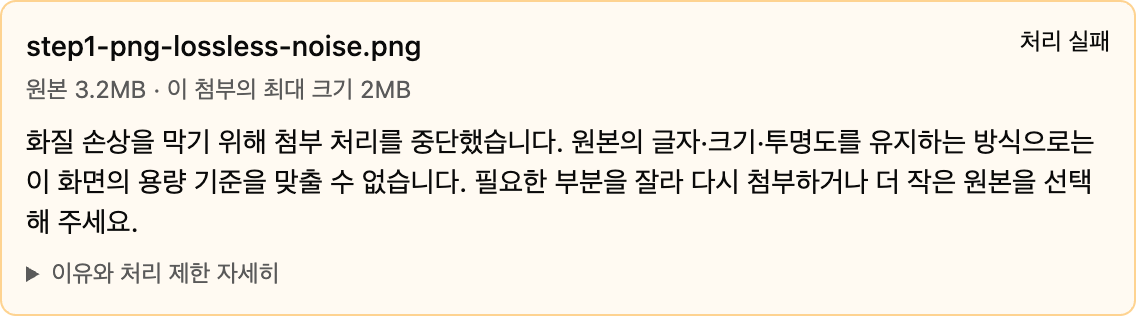 step1-png-lossless-noise.png
처리 실패
원본 3.2MB · 이 첨부의 최대 크기 2MB
화질 손상을 막기 위해 첨부 처리를 중단했습니다. 원본의 글자·크기·투명도를 유지하는 방식으로는
이 화면의 용량 기준을 맞출 수 없습니다. 필요한 부분을 잘라 다시 첨부하거나 더 작은 원본을 선택
해 주세요.
▶ 이유와 처리 제한 자세히